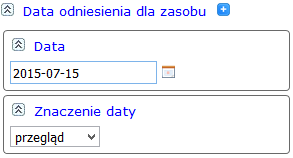 Data odniesienia dla zasobu
Data
2015-07-15
Znaczenie daty
przegląd